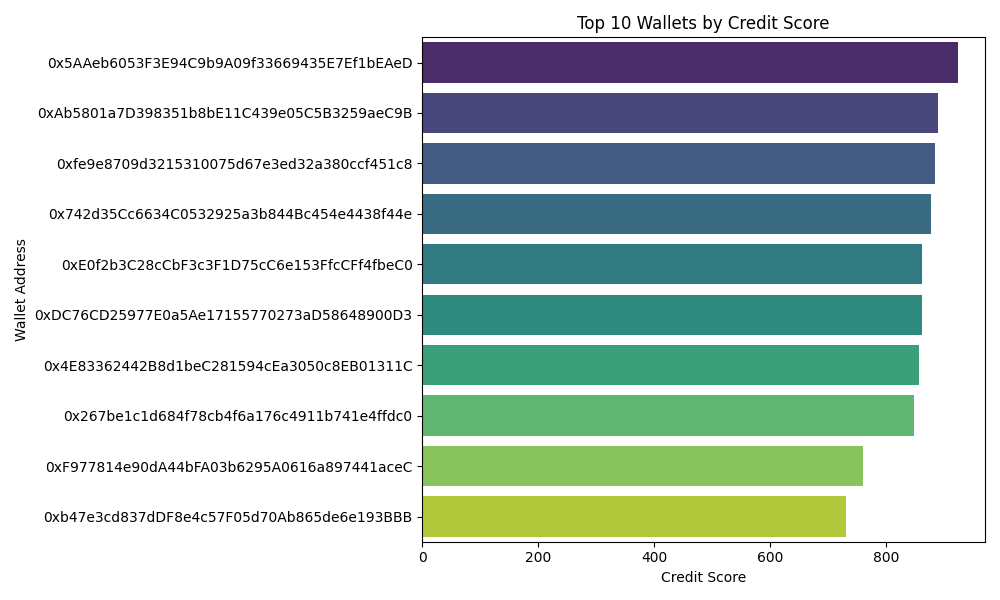 Top 10 Wallets by Credit Score
Wallet Address
0x5AAeb6053F3E94C9b9A09f33669435E7Ef1bEAeD
0xAb5801a7D398351b8bE11C439e05C5B3259aeC9B
0xfe9e8709d3215310075d67e3ed32a380ccf451c8
0x742d35Cc6634C0532925a3b844Bc454e4438f44e
0xE0f2b3C28cCbF3c3F1D75cC6e153FfcCFf4fbeC0
0xDC76CD25977E0a5Ae17155770273aD58648900D3
0x4E83362442B8d1beC281594cEa3050c8EB01311C
0x267be1c1d684f78cb4f6a176c4911b741e4ffdc0
0xF977814e90dA44bFA03b6295A0616a897441aceC
0xb47e3cd837dDF8e4c57F05d70Ab865de6e193BBB
0 200 400 600 800
Credit Score